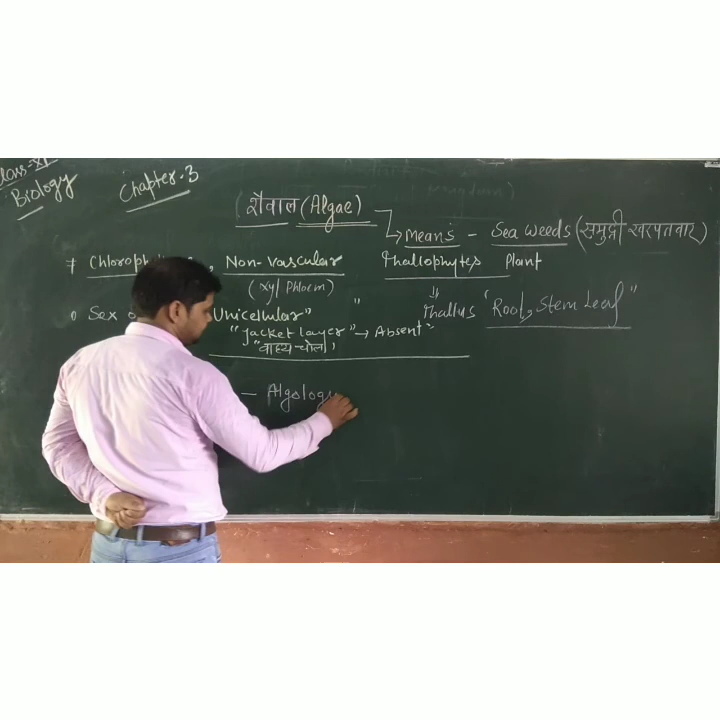 Class-XI
Biology
Chapter-3
शैवाल (Algae)
Means - Sea Weeds (समुद्री खरपतवार)
, Non-Vascular Thallophytes Plant
(xyl Phloem)
Sex Unicellular"
Thallus "Root, Stem Leaf"
"Jacket layer" → Absent"
"वाह्य-चोल"
— Algology